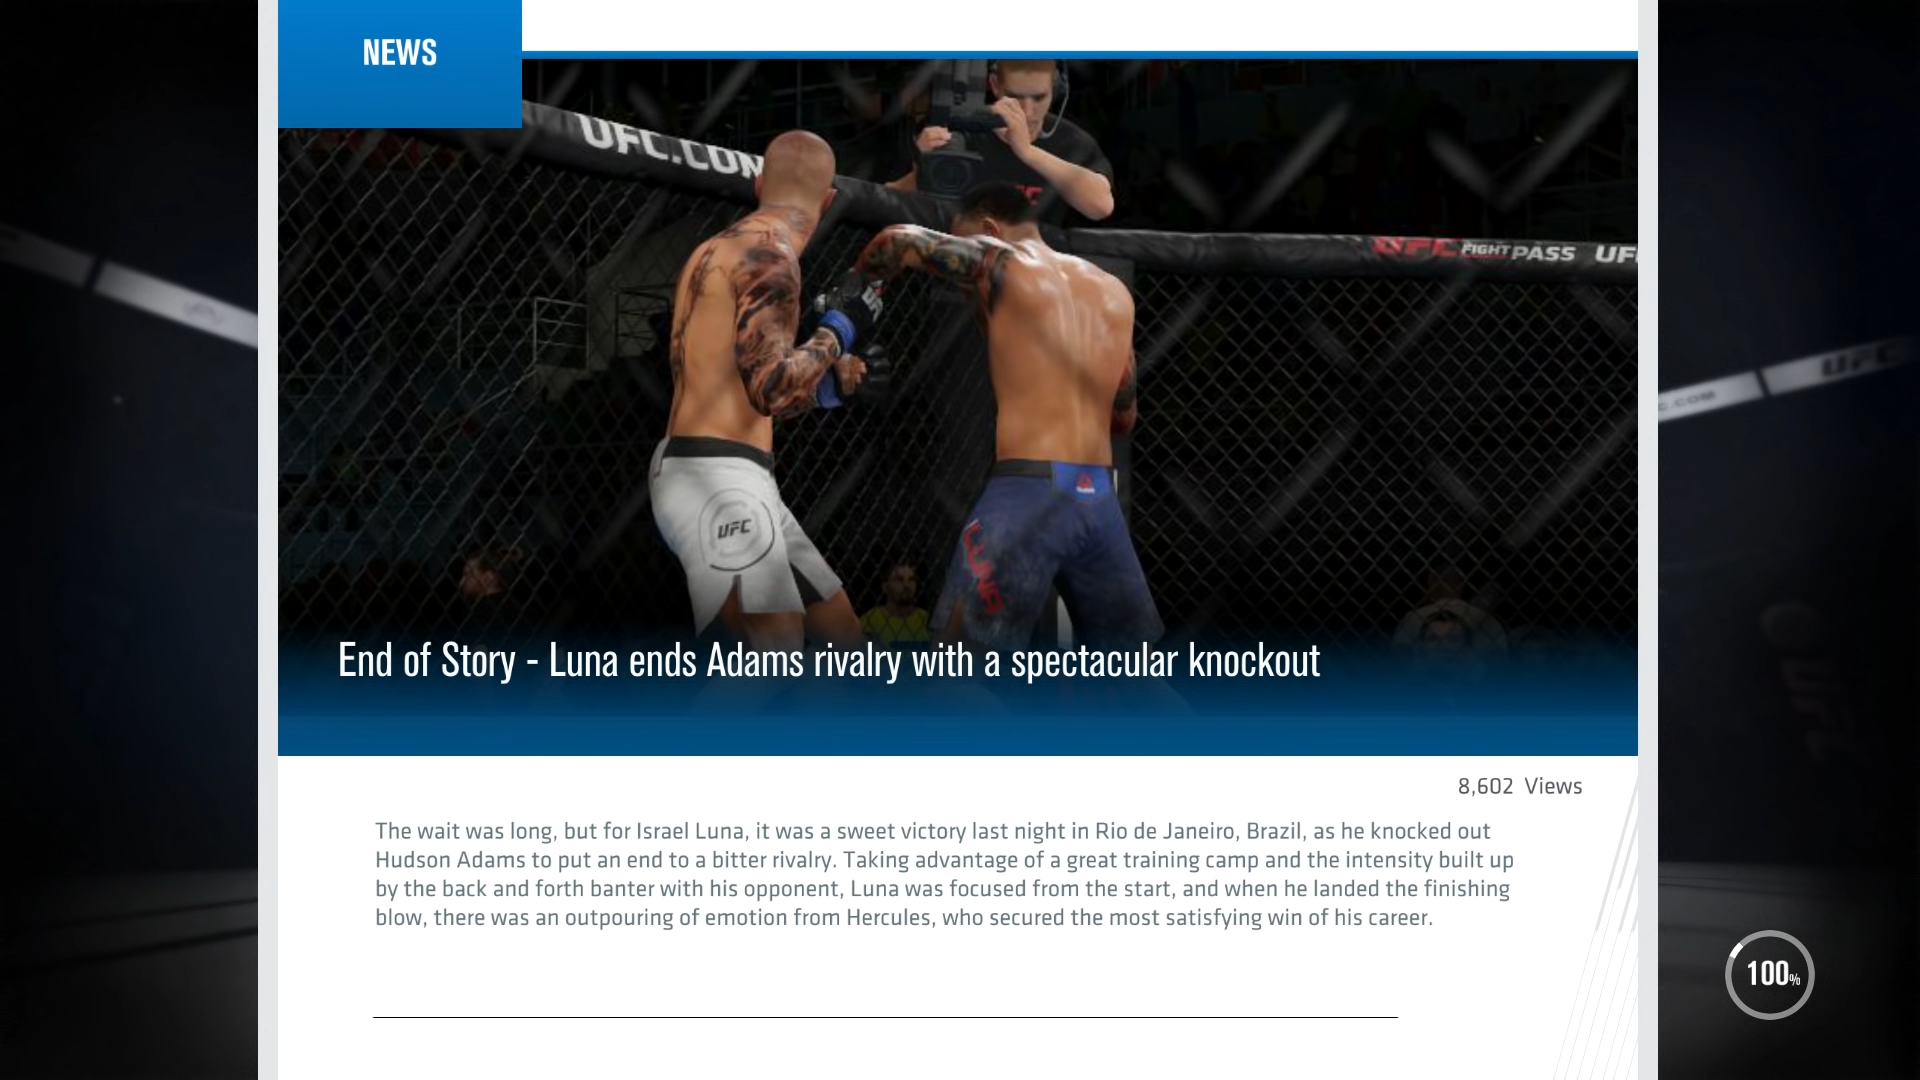 NEWS
UFC.COM
UFC FIGHT PASS UFC
UFC
LUNA
UFC
C.COM
End of Story - Luna ends Adams rivalry with a spectacular knockout
8,602 Views
The wait was long, but for Israel Luna, it was a sweet victory last night in Rio de Janeiro, Brazil, as he knocked out
Hudson Adams to put an end to a bitter rivalry. Taking advantage of a great training camp and the intensity built up
by the back and forth banter with his opponent, Luna was focused from the start, and when he landed the finishing
blow, there was an outpouring of emotion from Hercules, who secured the most satisfying win of his career.
100%